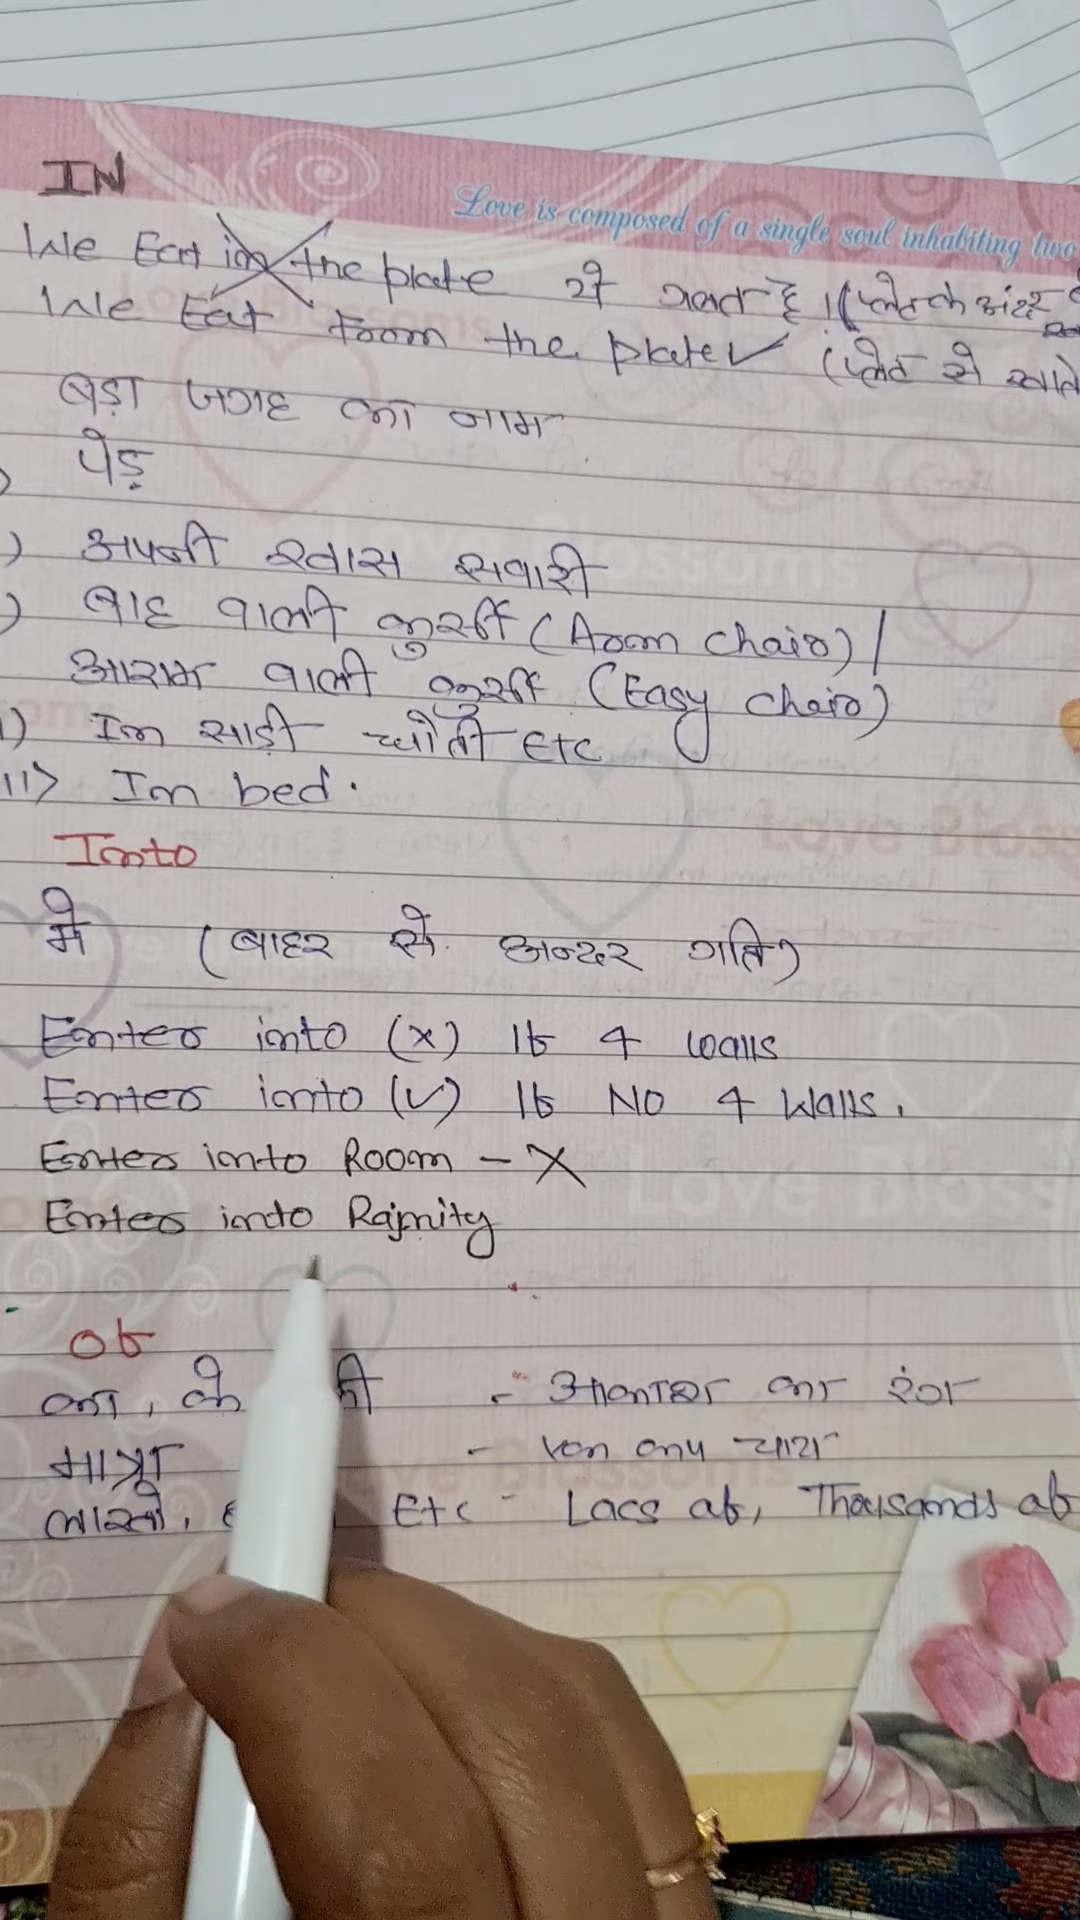 IN
Love is composed of a single soul inhabiting two
We Eat in the plate ये गलत है । (प्लेट के अंदर
We Eat from the plate ✓ (प्लेट से खाते
बड़ा जगह का नाम
पेड़
) अपनी खास सवारी
) बाह वाली कुर्सी (Arm chair) /
आराम वाली कुर्सी (Easy chair)
) In साड़ी धोती Etc
11> In bed.
Into
में (बाहर से अन्दर गति)
Enter into (x) If 4 walls
Enter into (✓) If NO 4 Walls.
Enter into Room - X
Enter into Rajnity
of
का, के की - आकाश का रंग
मात्रा - चाय
लाखो, Etc - Lacs of, Thousands of